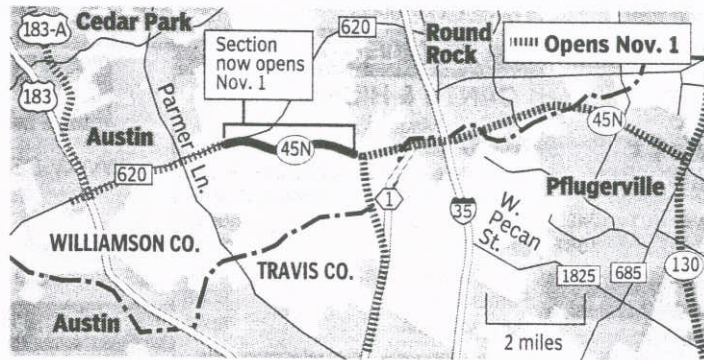 183-A
Cedar Park
620
Round
Rock
Opens Nov. 1
Section
now opens
Nov. 1
183
Parmer Ln.
Austin
45N
45N
620
Pflugerville
1
35
W.
Pecan
St.
WILLIAMSON CO.
TRAVIS CO.
1825
685
130
Austin
2 miles